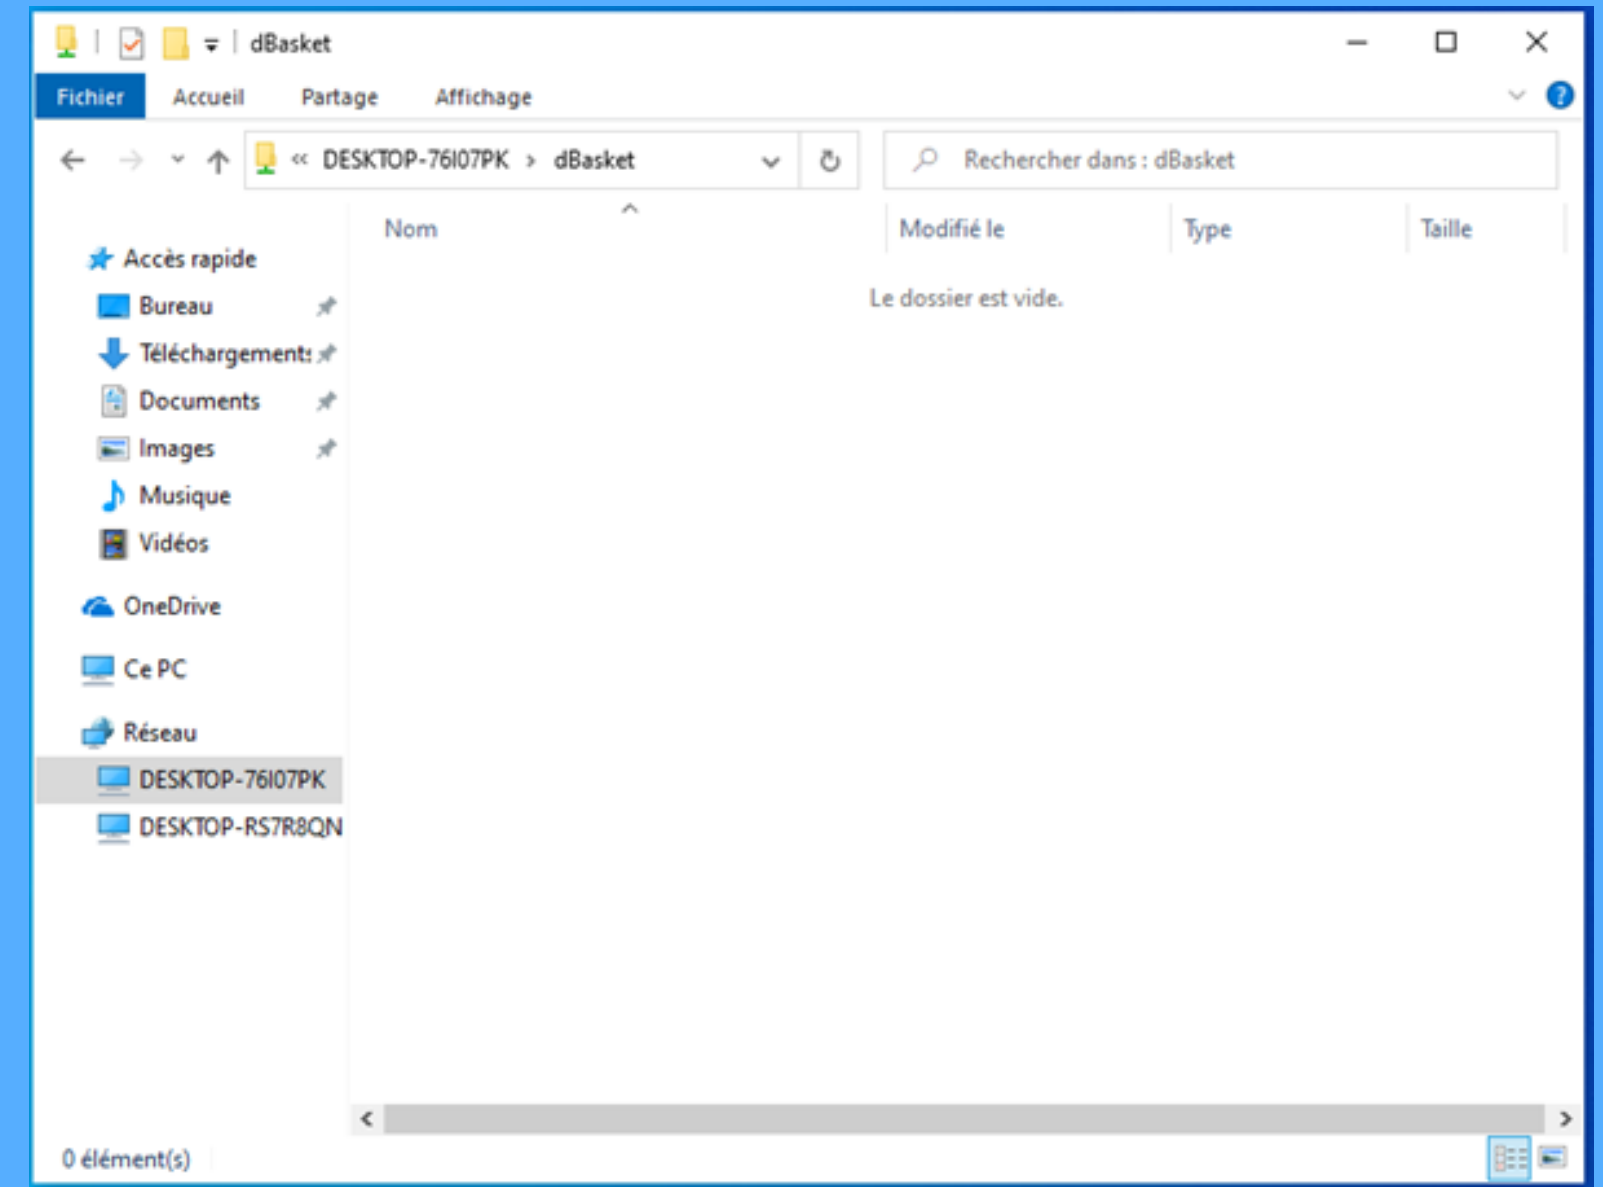 dBasket
Fichier Accueil Partage Affichage
« DESKTOP-76I07PK > dBasket Rechercher dans : dBasket
Nom Modifié le Type Taille
Le dossier est vide.
Accès rapide
Bureau
Téléchargements
Documents
Images
Musique
Vidéos
OneDrive
Ce PC
Réseau
DESKTOP-76I07PK
DESKTOP-RS7R8QN
0 élément(s)